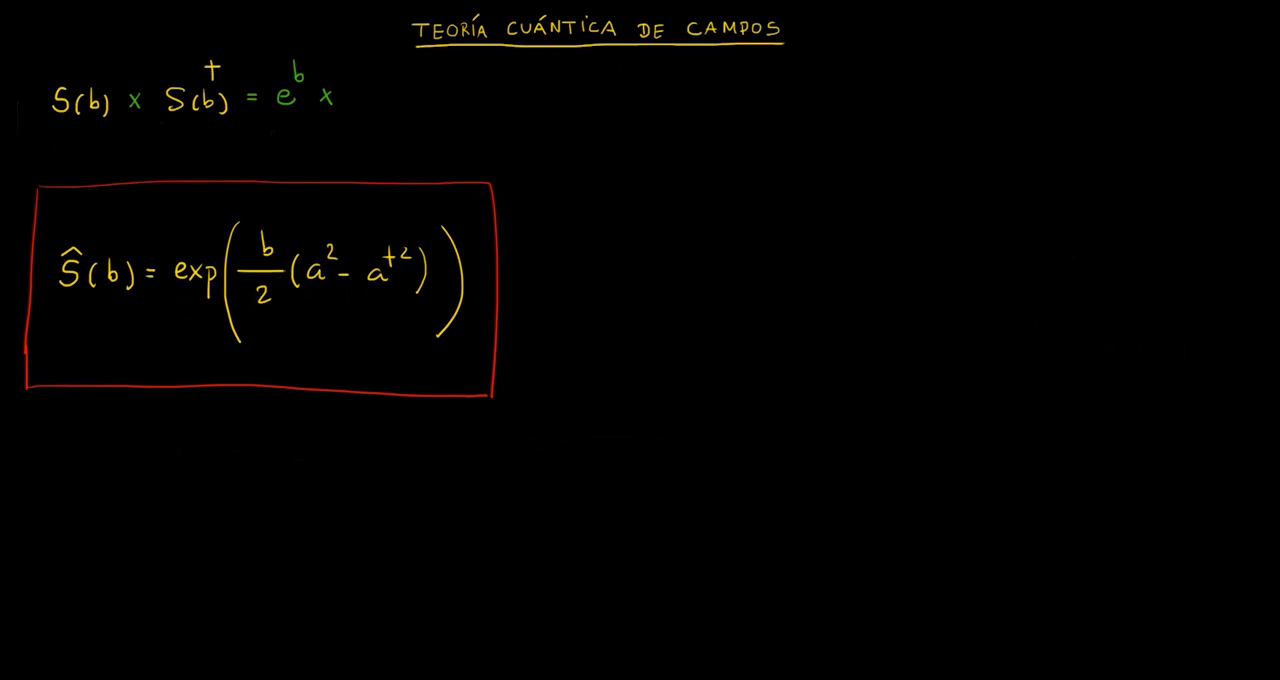 TEORÍA CUÁNTICA DE CAMPOS
S(b) x S(b)† = e^b x
Ŝ(b) = exp(b/2 (a² - a†²))